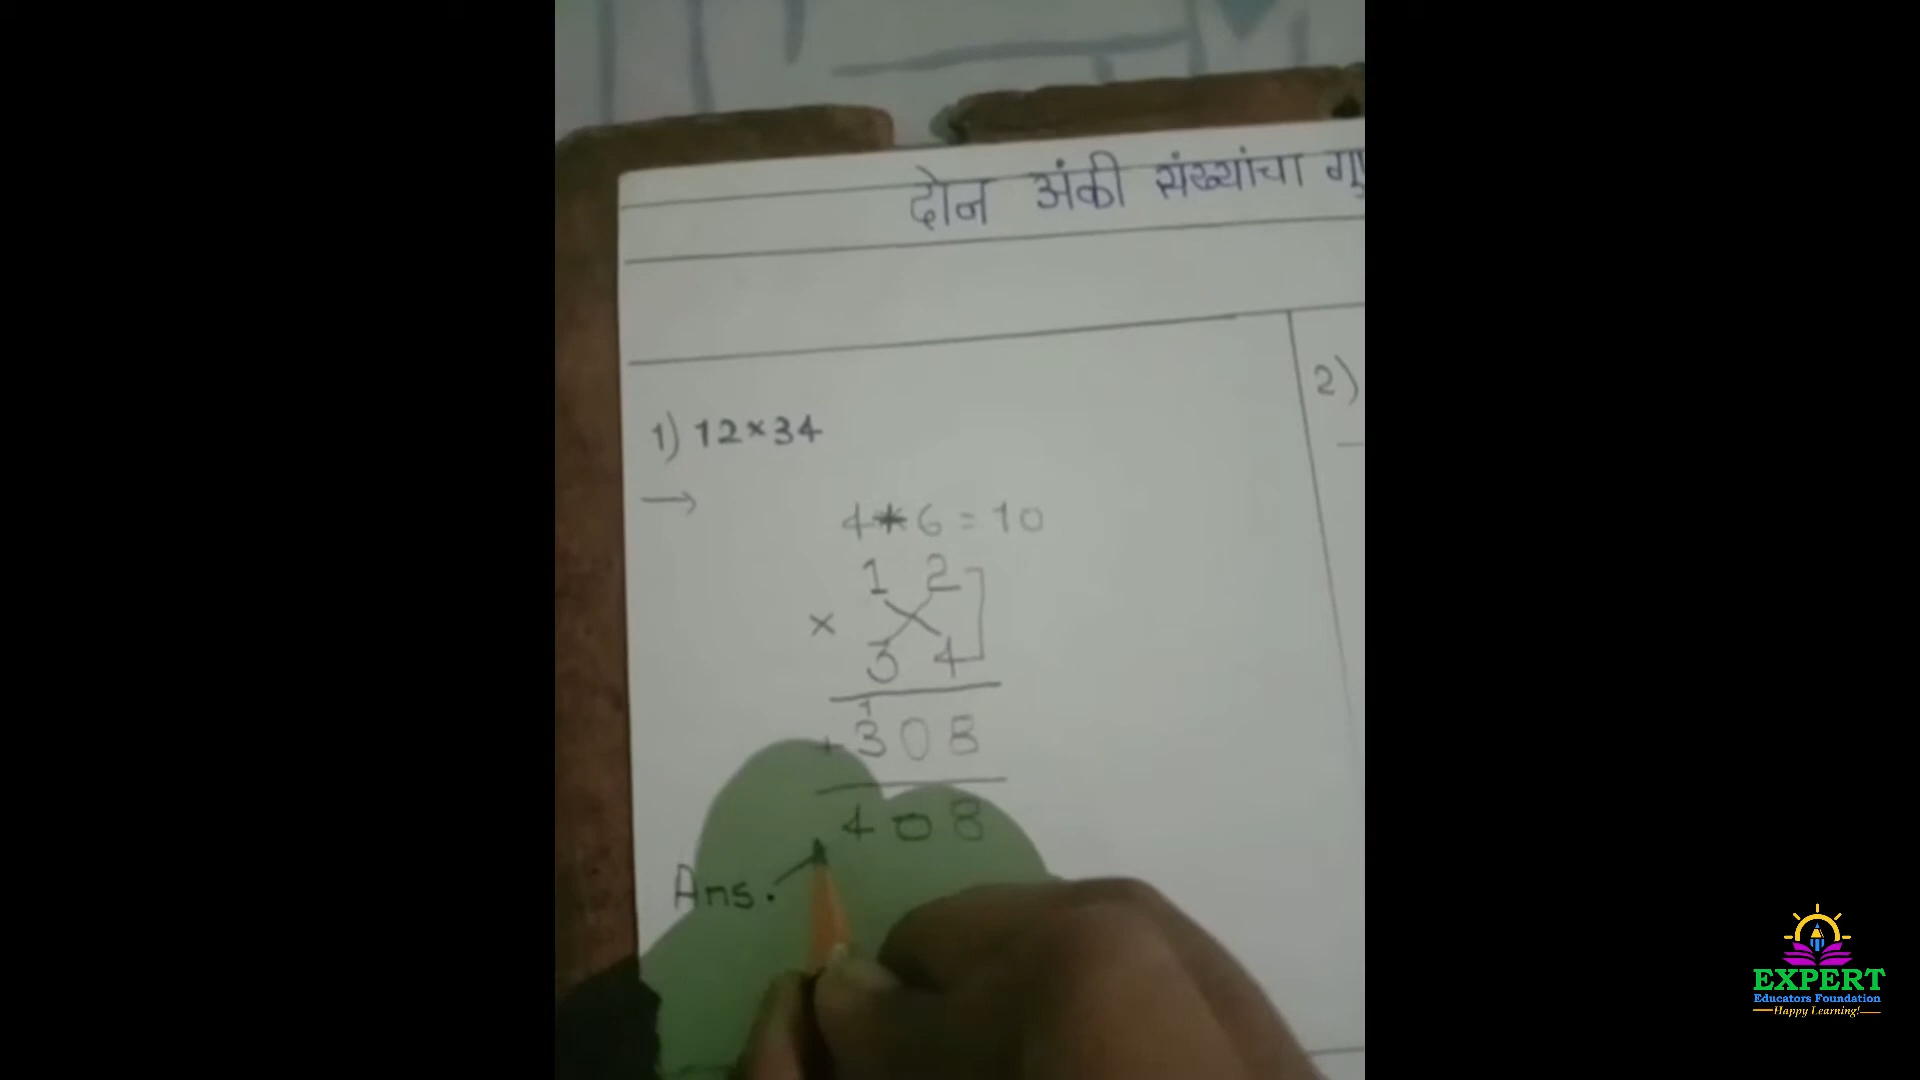 दोन अंकी संख्यांचा
1) 12×34
2)
→
4*6=10
1 2
×
3 4
1
+308
408
Ans.
EXPERT
Educators Foundation
Happy Learning!